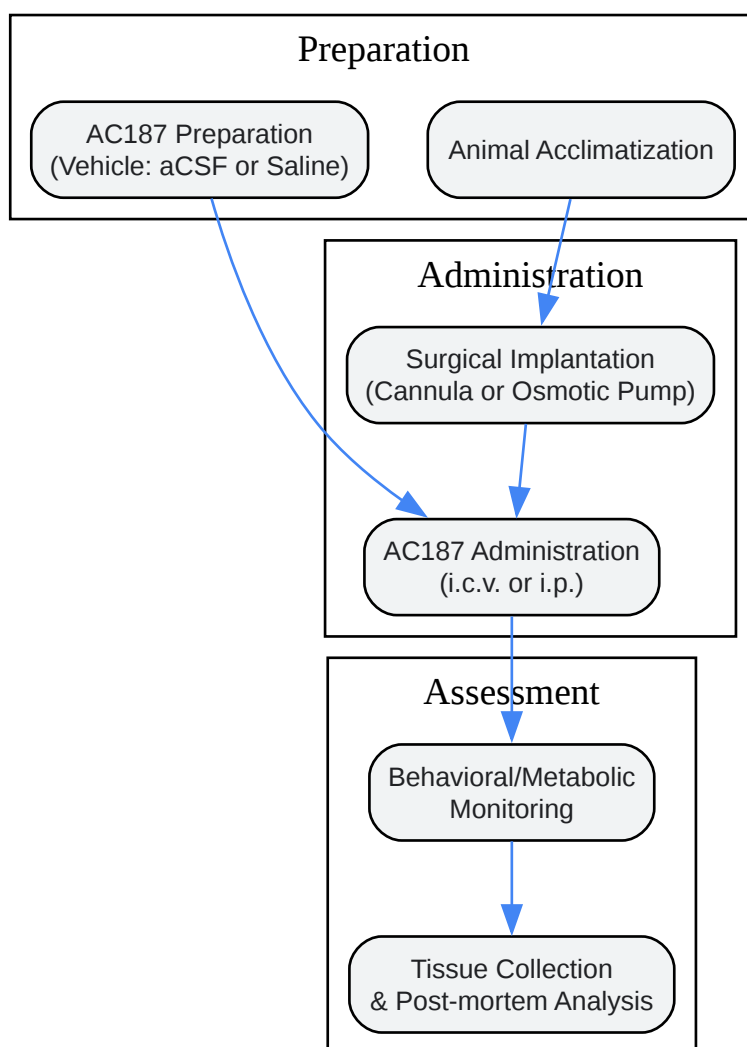 Preparation
AC187 Preparation
(Vehicle: aCSF or Saline)
Animal Acclimatization
Administration
Surgical Implantation
(Cannula or Osmotic Pump)
AC187 Administration
(i.c.v. or i.p.)
Assessment
Behavioral/Metabolic
Monitoring
Tissue Collection
& Post-mortem Analysis